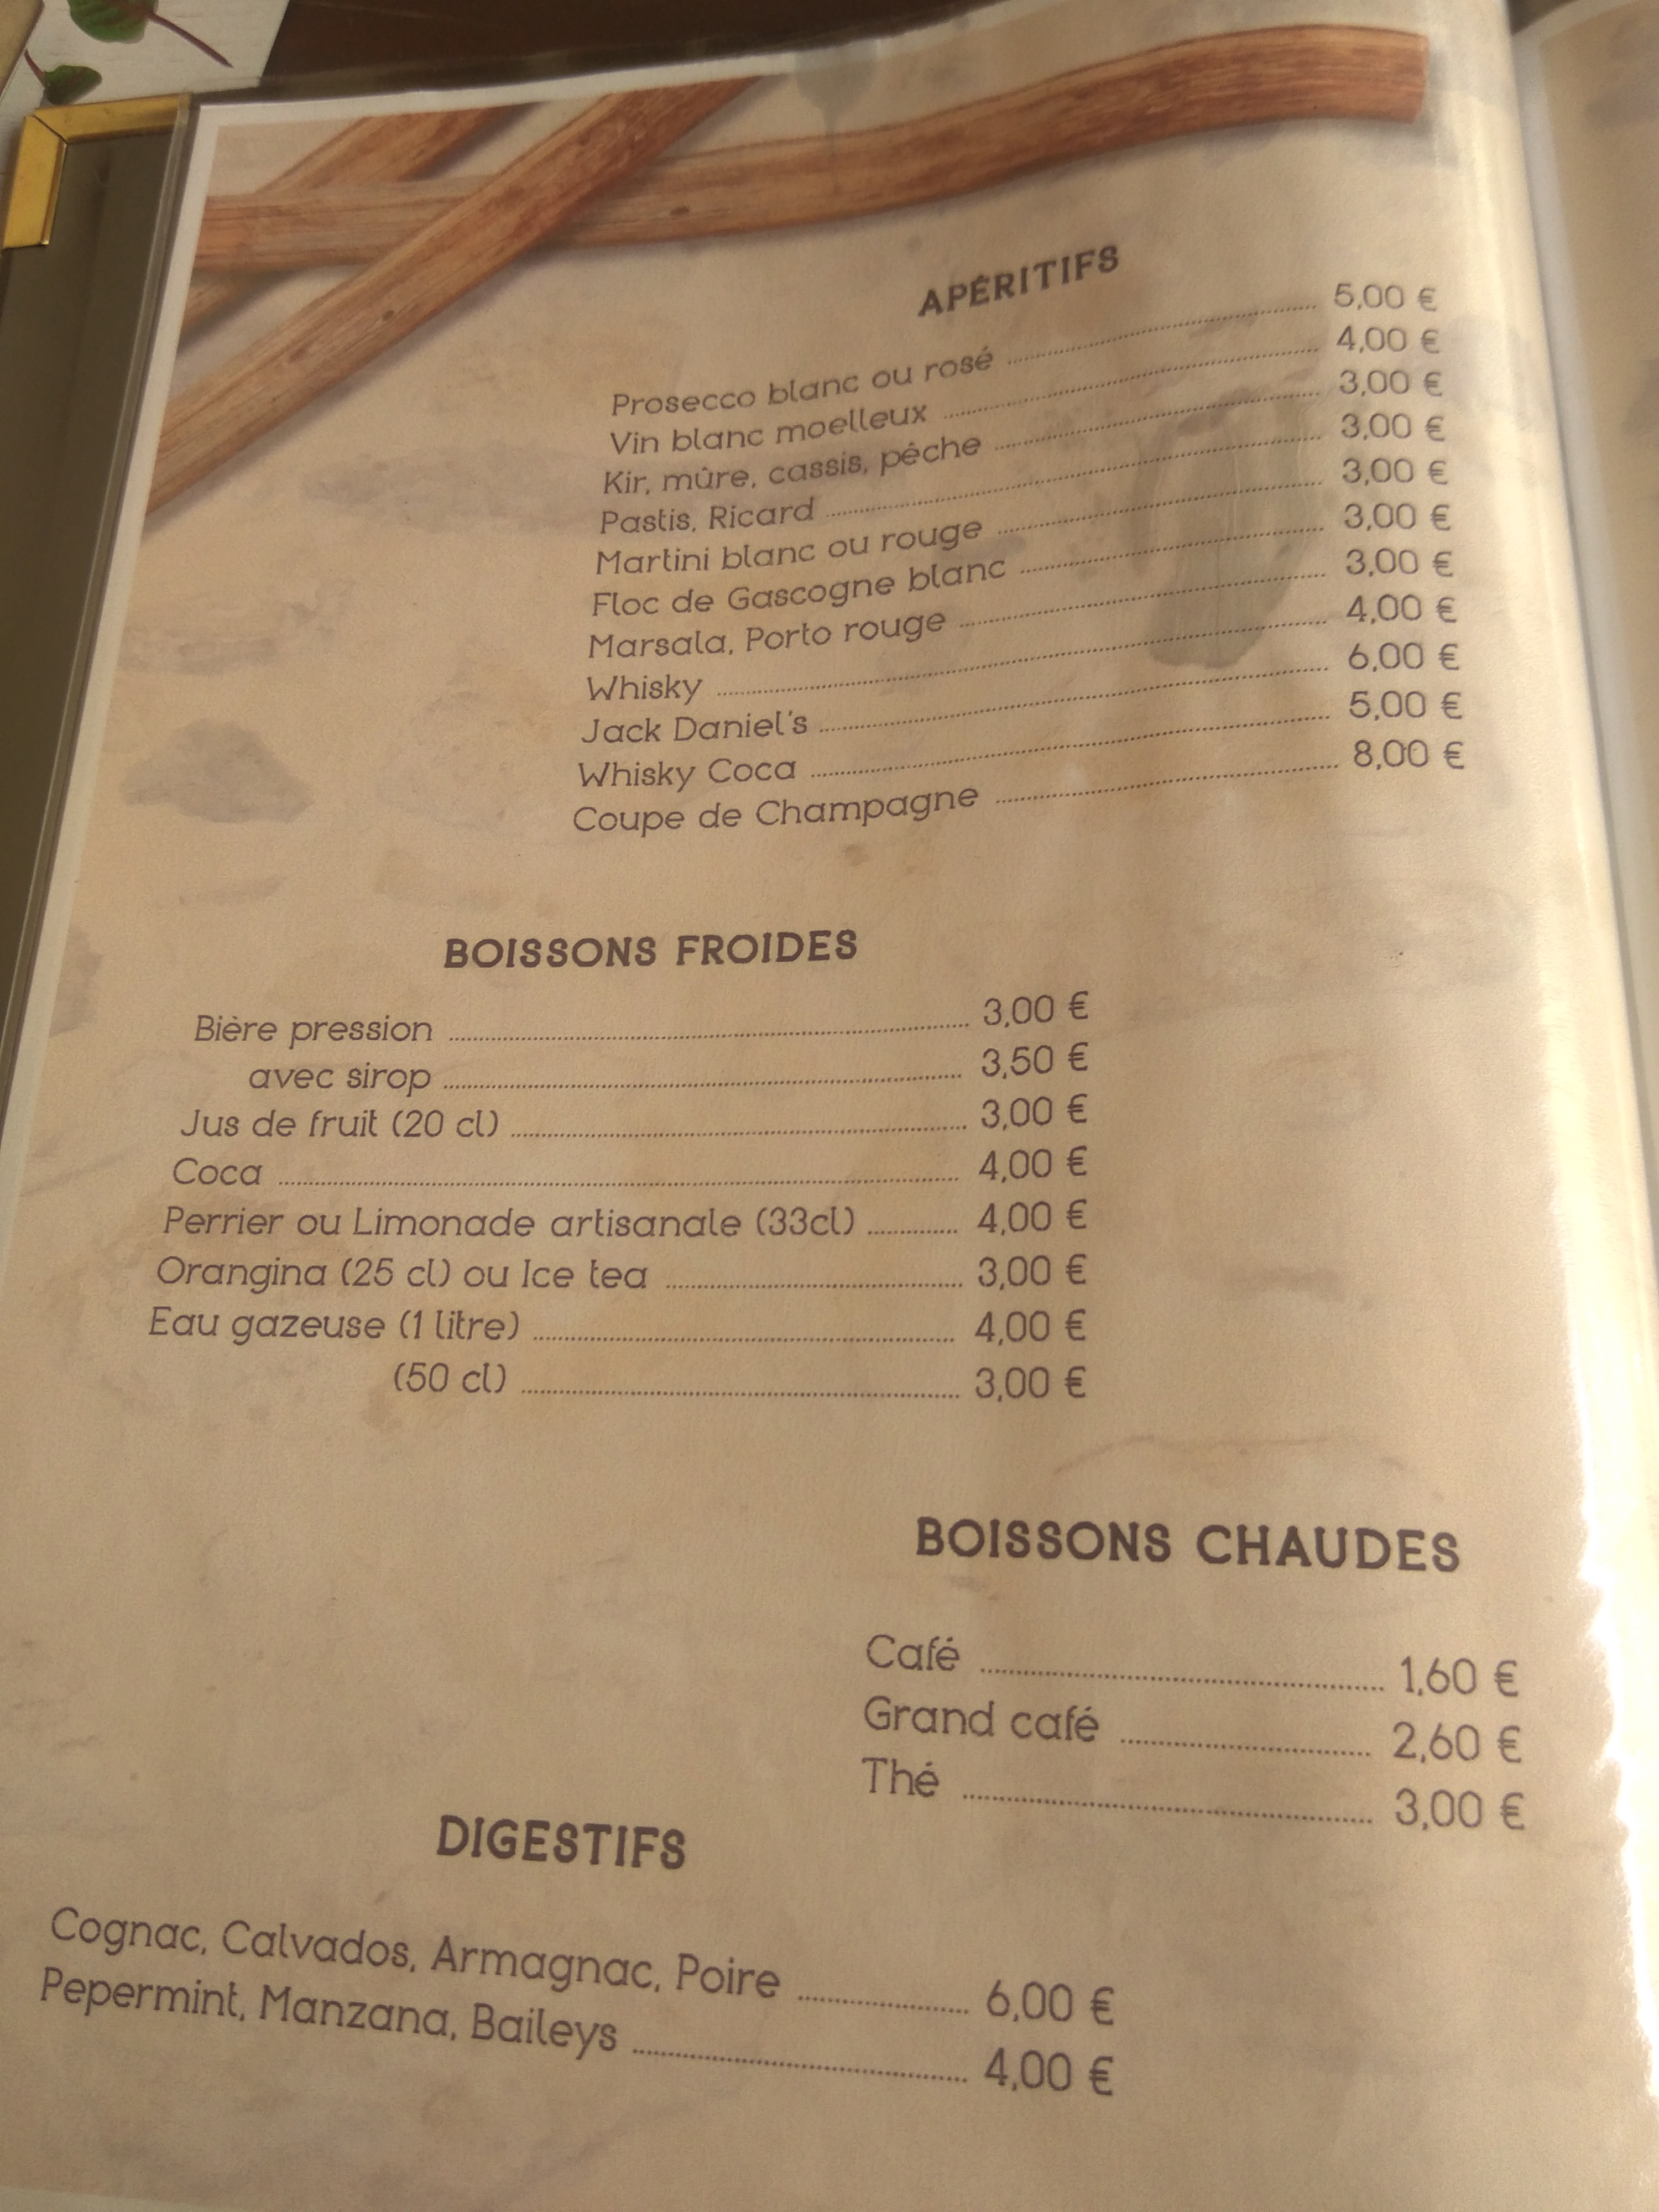 APÉRITIFS
Prosecco blanc ou rosé 5,00 €
Vin blanc moelleux 4,00 €
Kir, mûre, cassis, pêche 3,00 €
Pastis, Ricard 3,00 €
Martini blanc ou rouge 3,00 €
Floc de Gascogne blanc 3,00 €
Marsala, Porto rouge 3,00 €
Whisky 4,00 €
Jack Daniel's 6,00 €
Whisky Coca 5,00 €
Coupe de Champagne 8,00 €
BOISSONS FROIDES
Bière pression 3,00 €
avec sirop 3,50 €
Jus de fruit (20 cl) 3,00 €
Coca 4,00 €
Perrier ou Limonade artisanale (33cl) 4,00 €
Orangina (25 cl) ou Ice tea 3,00 €
Eau gazeuse (1 litre) 4,00 €
(50 cl) 3,00 €
BOISSONS CHAUDES
Café 1,60 €
Grand café 2,60 €
Thé 3,00 €
DIGESTIFS
Cognac, Calvados, Armagnac, Poire 6,00 €
Pepermint, Manzana, Baileys 4,00 €